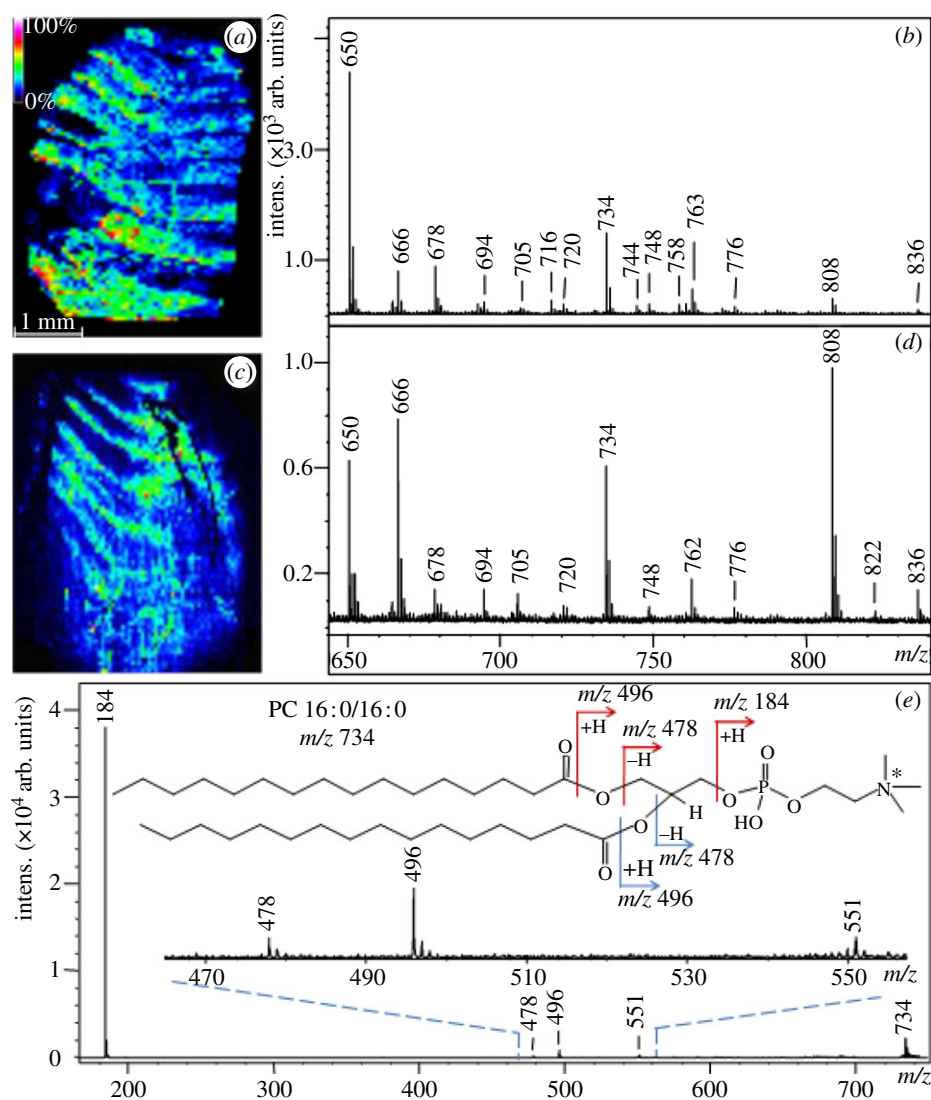 100%
0%
(a)
1 mm
(c)
(b)
intens. (×10³ arb. units)
3.0
1.0
650
666
678
694
705
716
720
734
744
748
758
763
776
808
836
(d)
1.0
0.6
0.2
650
666
678
694
705
720
734
748
762
776
808
822
836
650 700 750 800 m/z
(e)
intens. (×10⁴ arb. units)
4
3
2
1
0
184
PC 16:0/16:0
m/z 734
m/z 496
+H
m/z 478
–H
m/z 184
+H
O
O
H
O
O
O
P
HO
O
N*
–H
m/z 478
+H
m/z 496
O
478
496
551
470 490 510 530 550 m/z
478
496
551
734
200 300 400 500 600 700 m/z